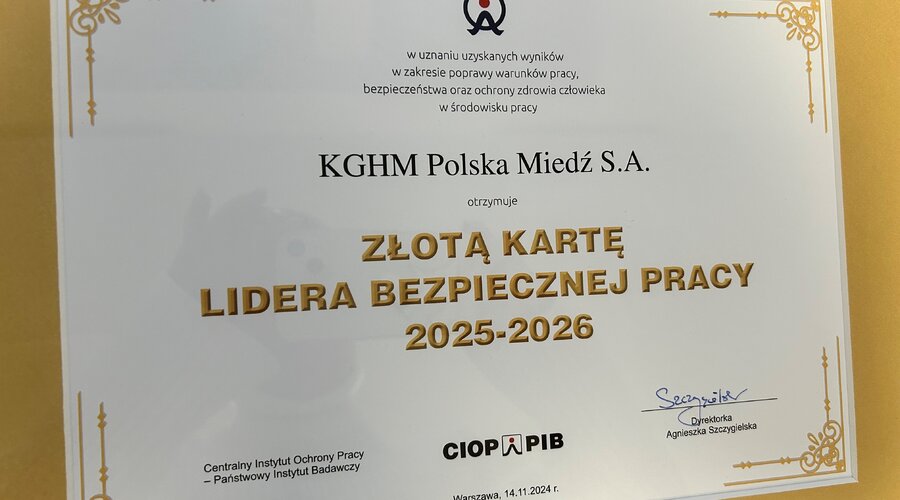 w uznaniu uzyskanych wyników
w zakresie poprawy warunków pracy,
bezpieczeństwa oraz ochrony zdrowia człowieka
w środowisku pracy
KGHM Polska Miedź S.A.
otrzymuje
ZŁOTĄ KARTĘ
LIDERA BEZPIECZNEJ PRACY
2025-2026
Szczygielska
Dyrektorka
Agnieszka Szczygielska
CIOP PIB
Centralny Instytut Ochrony Pracy
– Państwowy Instytut Badawczy
Warszawa, 14.11.2024 r.